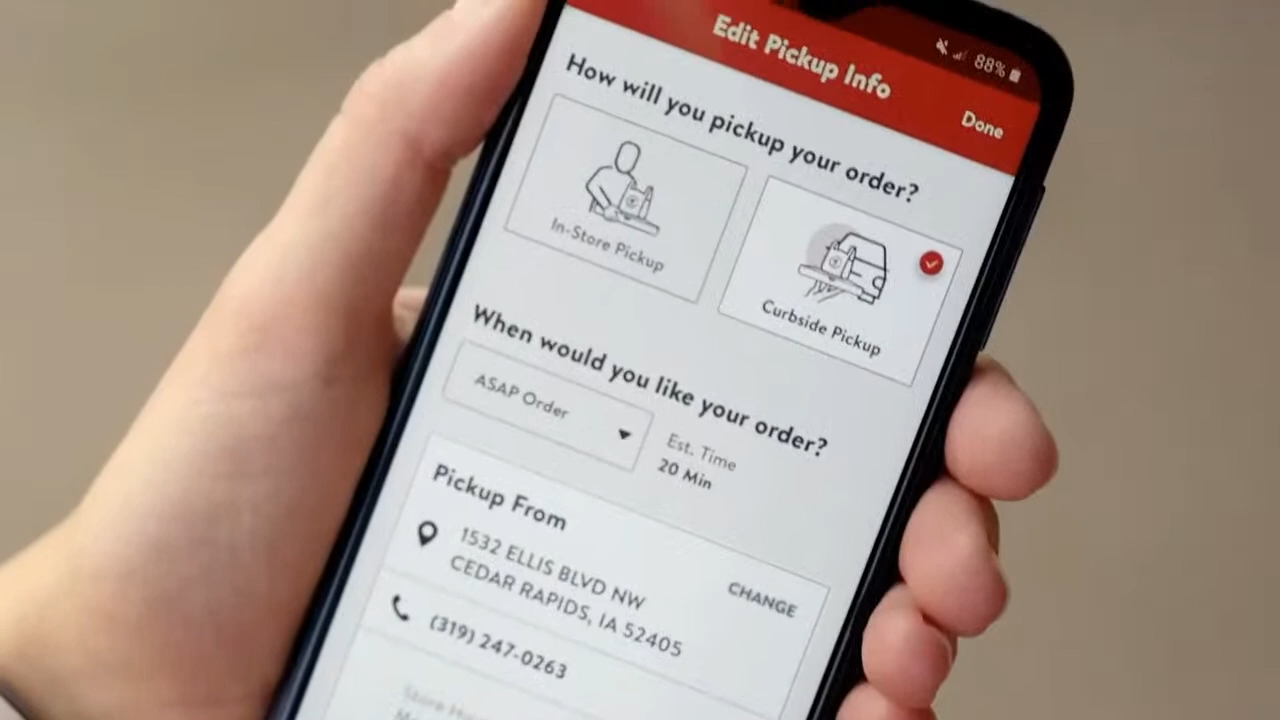 88%
Edit Pickup Info
Done
How will you pickup your order?
In-Store Pickup
Curbside Pickup
When would you like your order?
ASAP Order
Est. Time
20 Min
Pickup From
1532 ELLIS BLVD NW
CEDAR RAPIDS, IA 52405
CHANGE
(319) 247-0263
Store